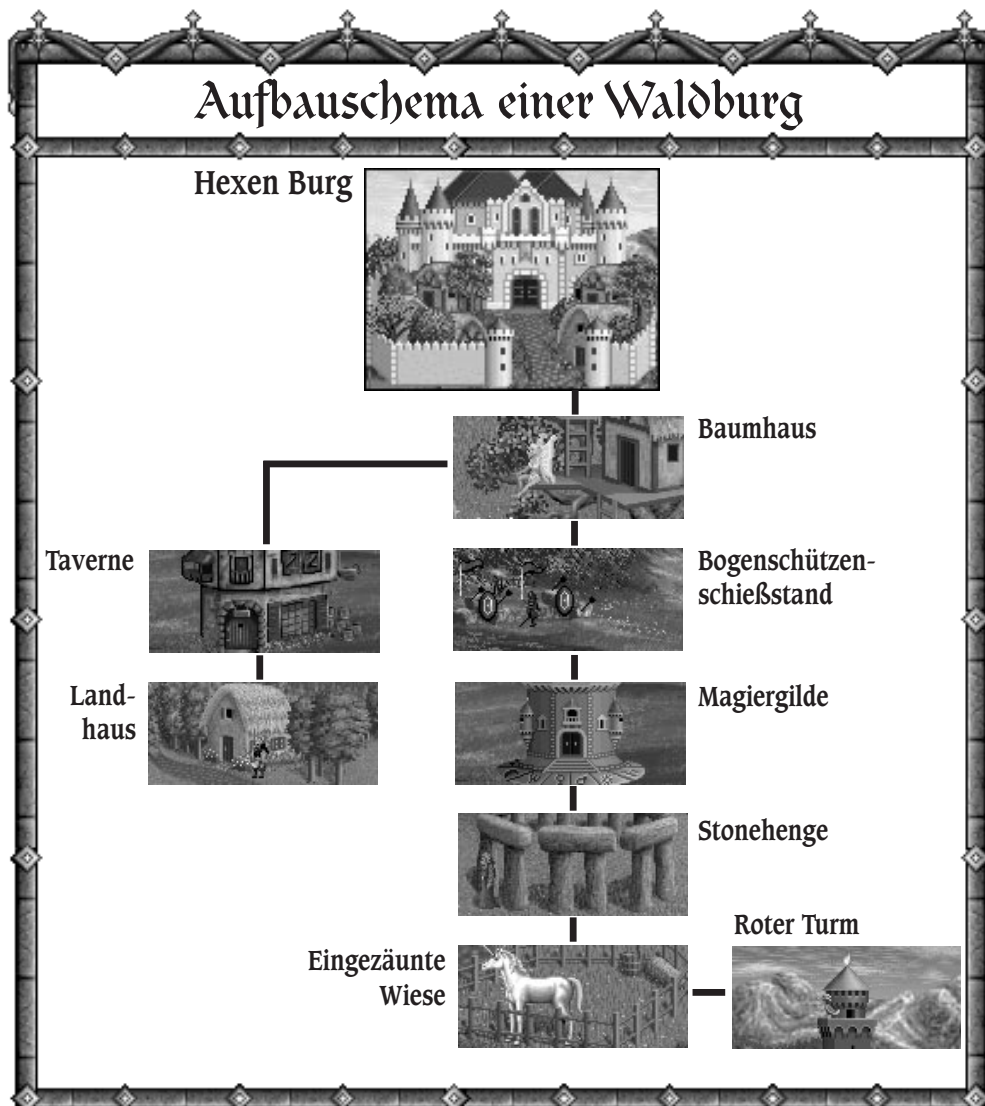 Aufbauschema einer Waldburg
Hexen Burg
Baumhaus
Taverne
Bogenschützen-
schießstand
Land-
haus
Magiergilde
Stonehenge
Roter Turm
Eingezäunte
Wiese